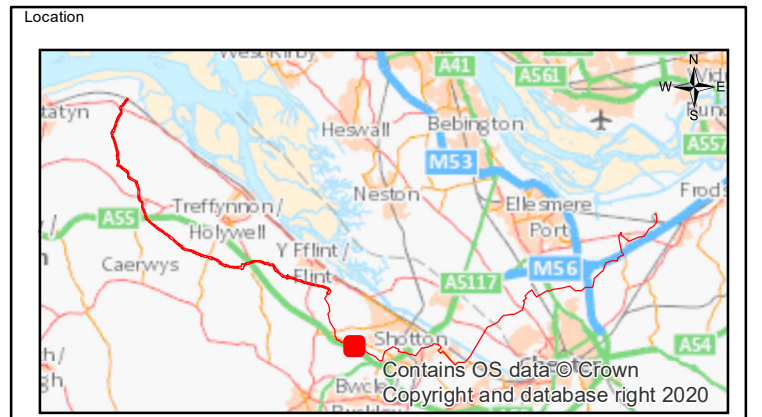 Location
West Kirby
A41
A561
N
W
E
S
Heswall
Bebington
M53
A557
Neston
Ellesmere
Port
Frods
Treffynnon /
Holywell
A55
Caerwys
Y Fflint /
Flint
A5117
M56
Shotton
A54
Contains OS data © Crown
Copyright and database right 2020